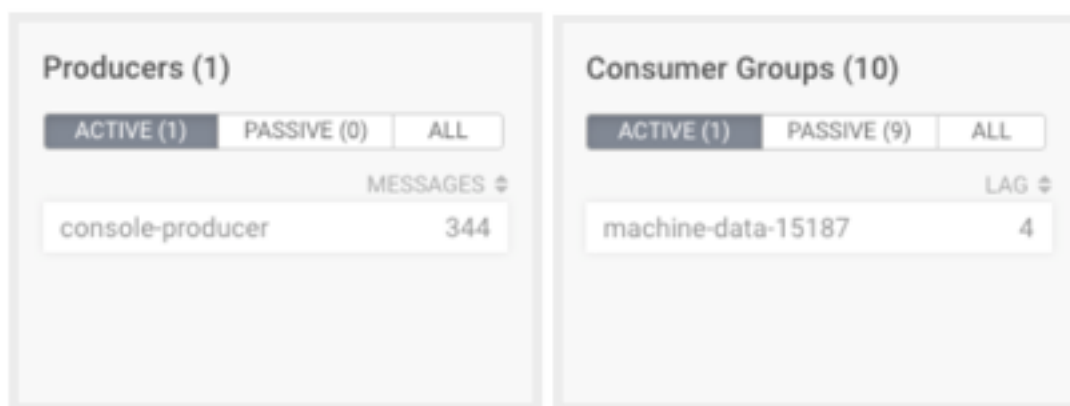 Producers (1)
ACTIVE (1) PASSIVE (0) ALL
MESSAGES
console-producer 344
Consumer Groups (10)
ACTIVE (1) PASSIVE (9) ALL
LAG
machine-data-15187 4